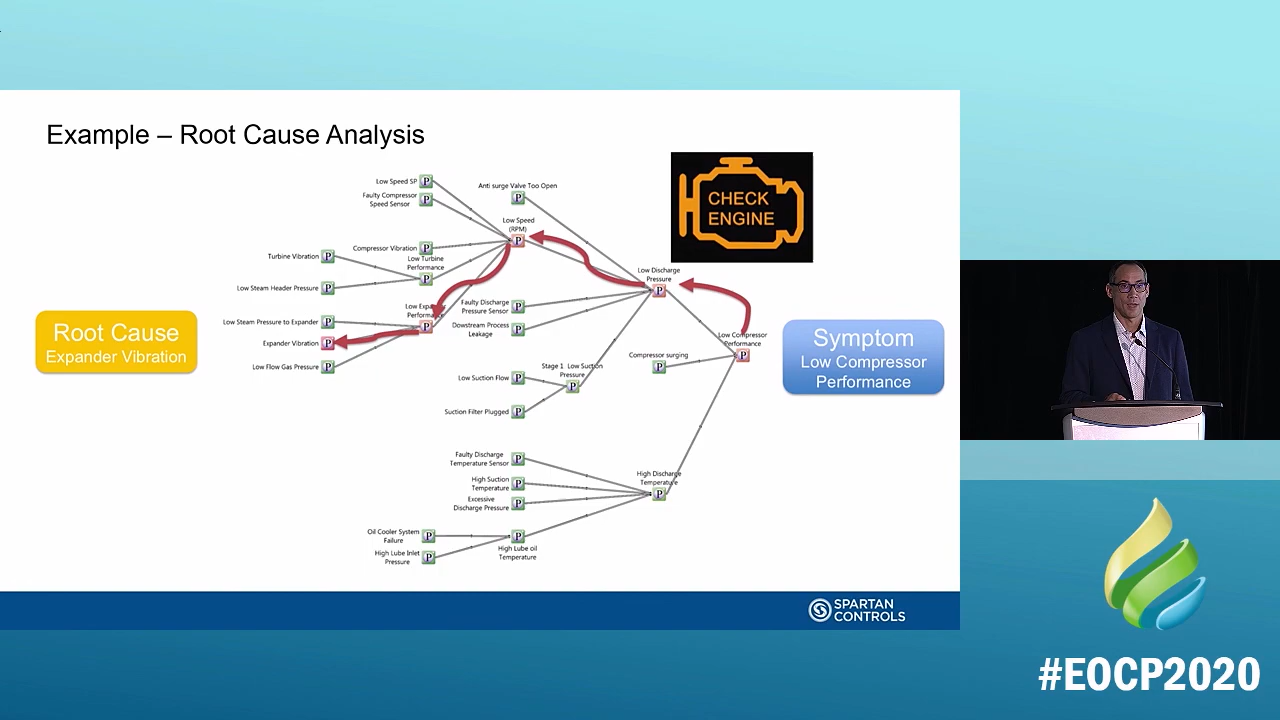 Example – Root Cause Analysis
Low Speed SP
Faulty Compressor
Speed Sensor
Anti surge Valve Too Open
CHECK
ENGINE
Low Speed
(RPM)
Compressor Vibration
Turbine Vibration
Low Turbine
Performance
Low Steam Header Pressure
Low Discharge
Pressure
Faulty Discharge
Pressure Sensor
Performance
Dowstream Process
Leakage
Low Steam Pressure to Expander
Expander Vibration
Low Flow Gas Pressure
Root Cause
Expander Vibration
Low Compressor
Performance
Symptom
Low Compressor
Performance
Compressor surging
Stage 1 Low Suction
Pressure
Low Suction Flow
Suction Filter Plugged
Faulty Discharge
Temperature Sensor
High Suction
Temperature
Excessive
Discharge Pressure
High Discharge
Temperature
Oil Cooler System
Failure
High Lube Inlet
Pressure
High Lube oil
Temperature
SPARTAN
CONTROLS
#EOCP2020